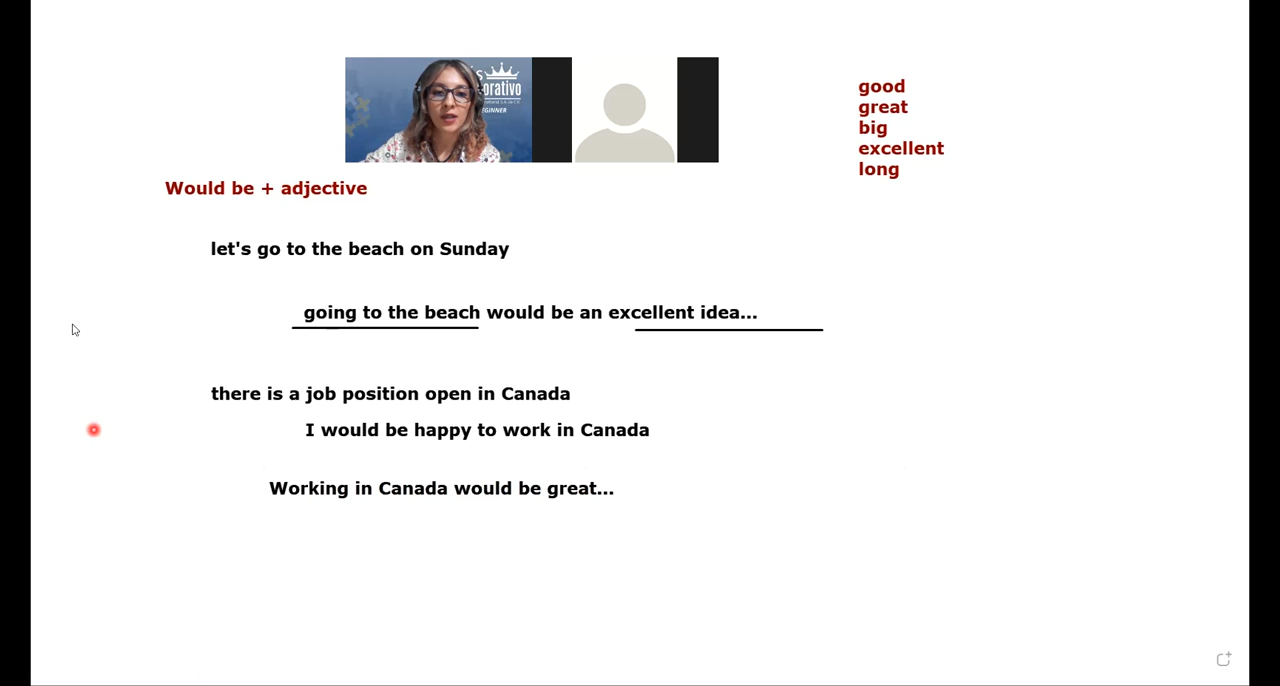 orativo
EGINNER
good
great
big
excellent
long
Would be + adjective
let's go to the beach on Sunday
going to the beach would be an excellent idea...
there is a job position open in Canada
I would be happy to work in Canada
Working in Canada would be great...